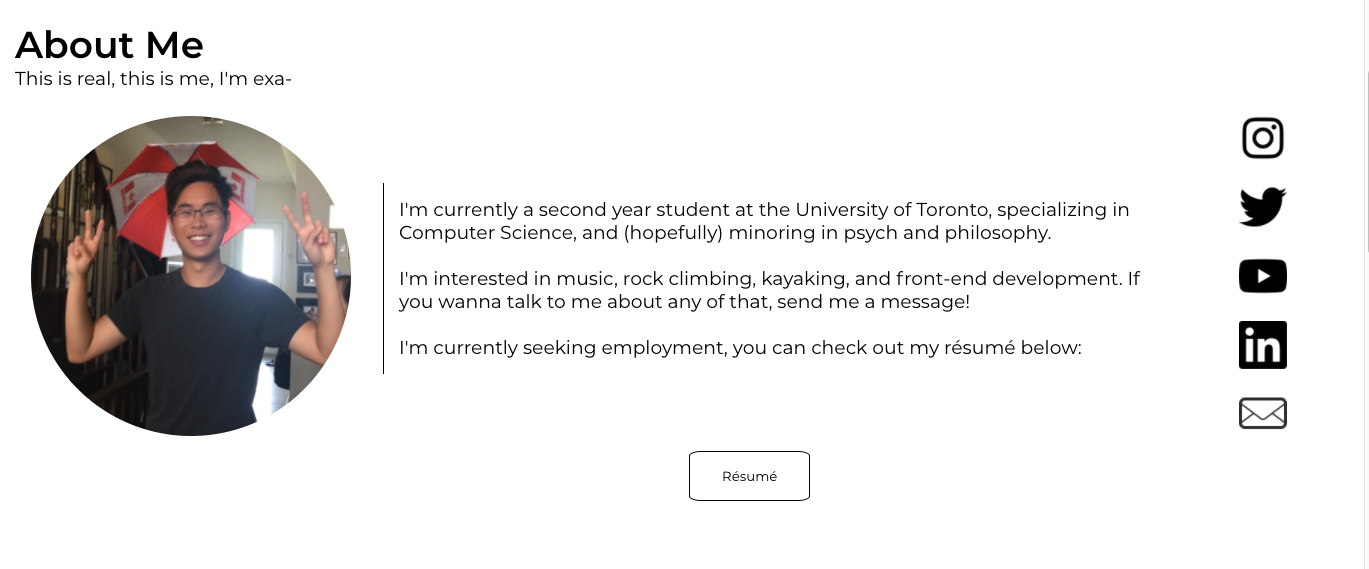 About Me
This is real, this is me, I'm exa-
I'm currently a second year student at the University of Toronto, specializing in
Computer Science, and (hopefully) minoring in psych and philosophy.
I'm interested in music, rock climbing, kayaking, and front-end development. If
you wanna talk to me about any of that, send me a message!
I'm currently seeking employment, you can check out my résumé below:
in
Résumé